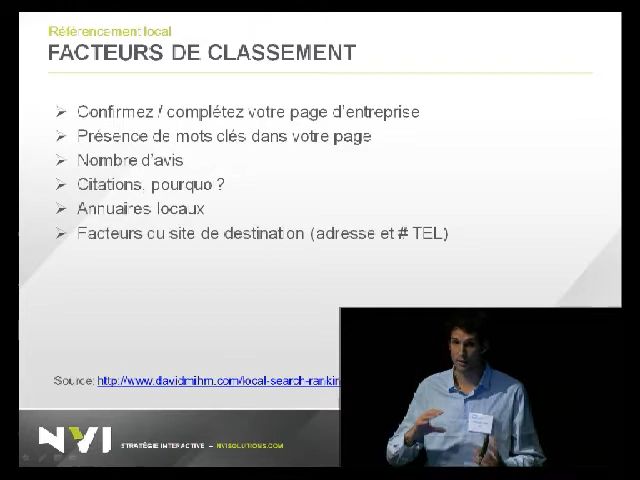 Référencement local
FACTEURS DE CLASSEMENT
Confirmez / complétez votre page d'entreprise
Présence de mots clés dans votre page
Nombre d'avis
Citations, pourquo ?
Annuaires locaux
Facteurs du site de destination (adresse et # TEL)
Source: http://www.davidmihm.com/local-search-rankin
NVI STRATÉGIE INTERACTIVE – NVISOLUTIONS.COM